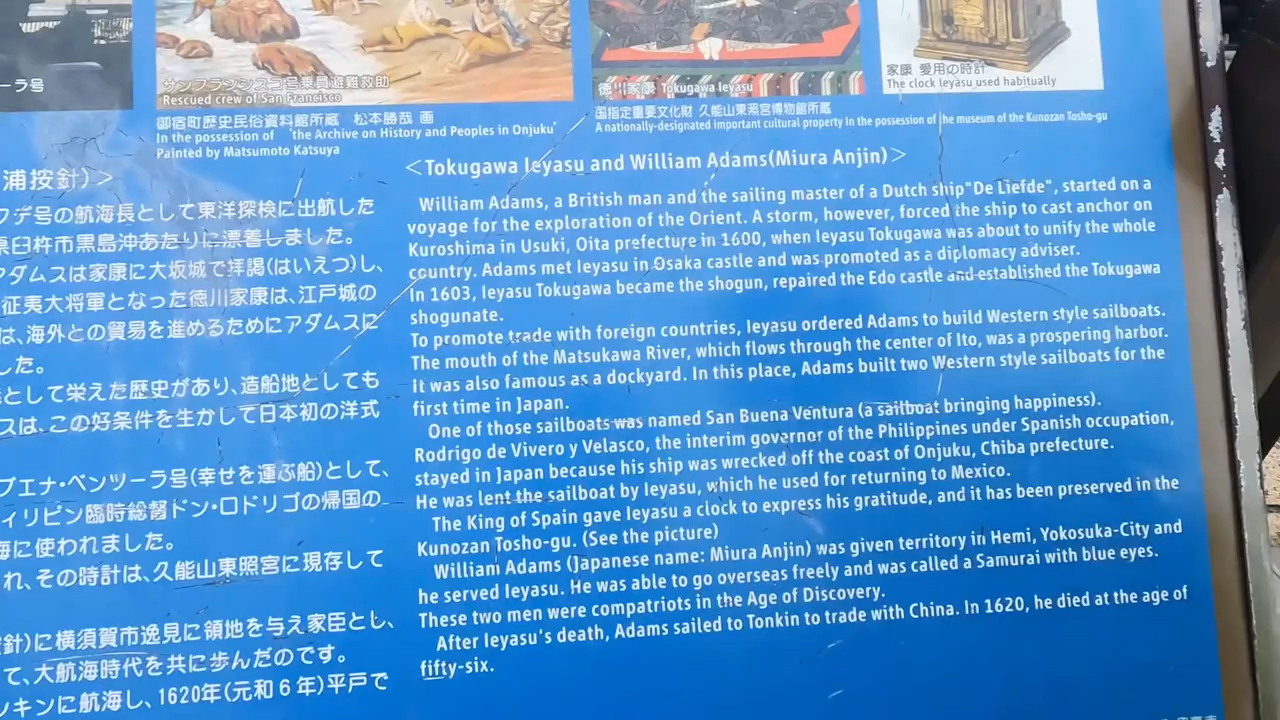 ーラ号
サンフランシスコ号乗員避難救助
Rescued crew of San Francisco
御宿町歴史民俗資料館所蔵 松本勝哉 画
In the possession of "the Archive on History and Peoples in Onjuku"
Painted by Matsumoto Katsuya
徳川家康 Tokugawa Ieyasu
国指定重要文化財 久能山東照宮博物館所蔵
A nationally-designated important cultural property In the possession of the museum of the Kunozan Tosho-gu
家康 愛用の時計
The clock Ieyasu used habitually
浦按針)>
フデ号の航海長として東洋探検に出航した
県臼杵市黒島沖あたりに漂着しました。
アダムスは家康に大坂城で拝謁(はいえつ)し、
征夷大将軍となった徳川家康は、江戸城の
は、海外との貿易を進めるためにアダムスに
した。
として栄えた歴史があり、造船地としても
スは、この好条件を生かして日本初の洋式
ブエナ・ベンツーラ号(幸せを運ぶ船)として、
ィリピン臨時総督ドン・ロドリゴの帰国の
海に使われました。
れ、その時計は、久能山東照宮に現存して
針)に横須賀市逸見に領地を与え家臣とし、
て、大航海時代を共に歩んだのです。
ンキンに航海し、1620年(元和6年)平戸で
<Tokugawa Ieyasu and William Adams(Miura Anjin)>
William Adams, a British man and the sailing master of a Dutch ship"De Liefde", started on a
voyage for the exploration of the Orient. A storm, however, forced the ship to cast anchor on
Kuroshima in Usuki, Oita prefecture in 1600, when Ieyasu Tokugawa was about to unify the whole
country. Adams met Ieyasu in Osaka castle and was promoted as a diplomacy adviser.
In 1603, Ieyasu Tokugawa became the shogun, repaired the Edo castle and established the Tokugawa
shogunate.
To promote trade with foreign countries, Ieyasu ordered Adams to build Western style sailboats.
The mouth of the Matsukawa River, which flows through the center of Ito, was a prospering harbor.
It was also famous as a dockyard. In this place, Adams built two Western style sailboats for the
first time in Japan.
One of those sailboats was named San Buena Ventura (a sailboat bringing happiness).
Rodrigo de Vivero y Velasco, the interim governor of the Philippines under Spanish occupation,
stayed in Japan because his ship was wrecked off the coast of Onjuku, Chiba prefecture.
He was lent the sailboat by Ieyasu, which he used for returning to Mexico.
The King of Spain gave Ieyasu a clock to express his gratitude, and it has been preserved in the
Kunozan Tosho-gu. (See the picture)
William Adams (Japanese name: Miura Anjin) was given territory in Hemi, Yokosuka-City and
he served Ieyasu. He was able to go overseas freely and was called a Samurai with blue eyes.
These two men were compatriots in the Age of Discovery.
After Ieyasu's death, Adams sailed to Tonkin to trade with China. In 1620, he died at the age of
fifty-six.